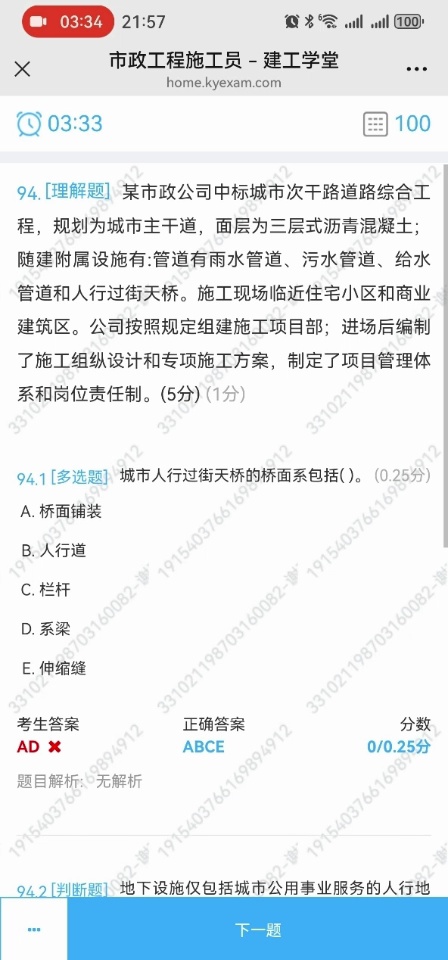 03:34 21:57 6 100
市政工程施工员 - 建工学堂
home.kyexam.com
03:33 100
94.[理解题] 某市政公司中标城市次干路道路综合工
程，规划为城市主干道，面层为三层式沥青混凝土；
随建附属设施有:管道有雨水管道、污水管道、给水
管道和人行过街天桥。施工现场临近住宅小区和商业
建筑区。公司按照规定组建施工项目部；进场后编制
了施工组纵设计和专项施工方案，制定了项目管理体
系和岗位责任制。(5分) (1分)
94.1 [多选题] 城市人行过街天桥的桥面系包括( )。 (0.25分)
A. 桥面铺装
B. 人行道
C. 栏杆
D. 系梁
E. 伸缩缝
考生答案 正确答案 分数
AD ABCE 0/0.25分
题目解析: 无解析
94.2 [判断题] 地下设施仅包括城市公用事业服务的人行地
... 下一题